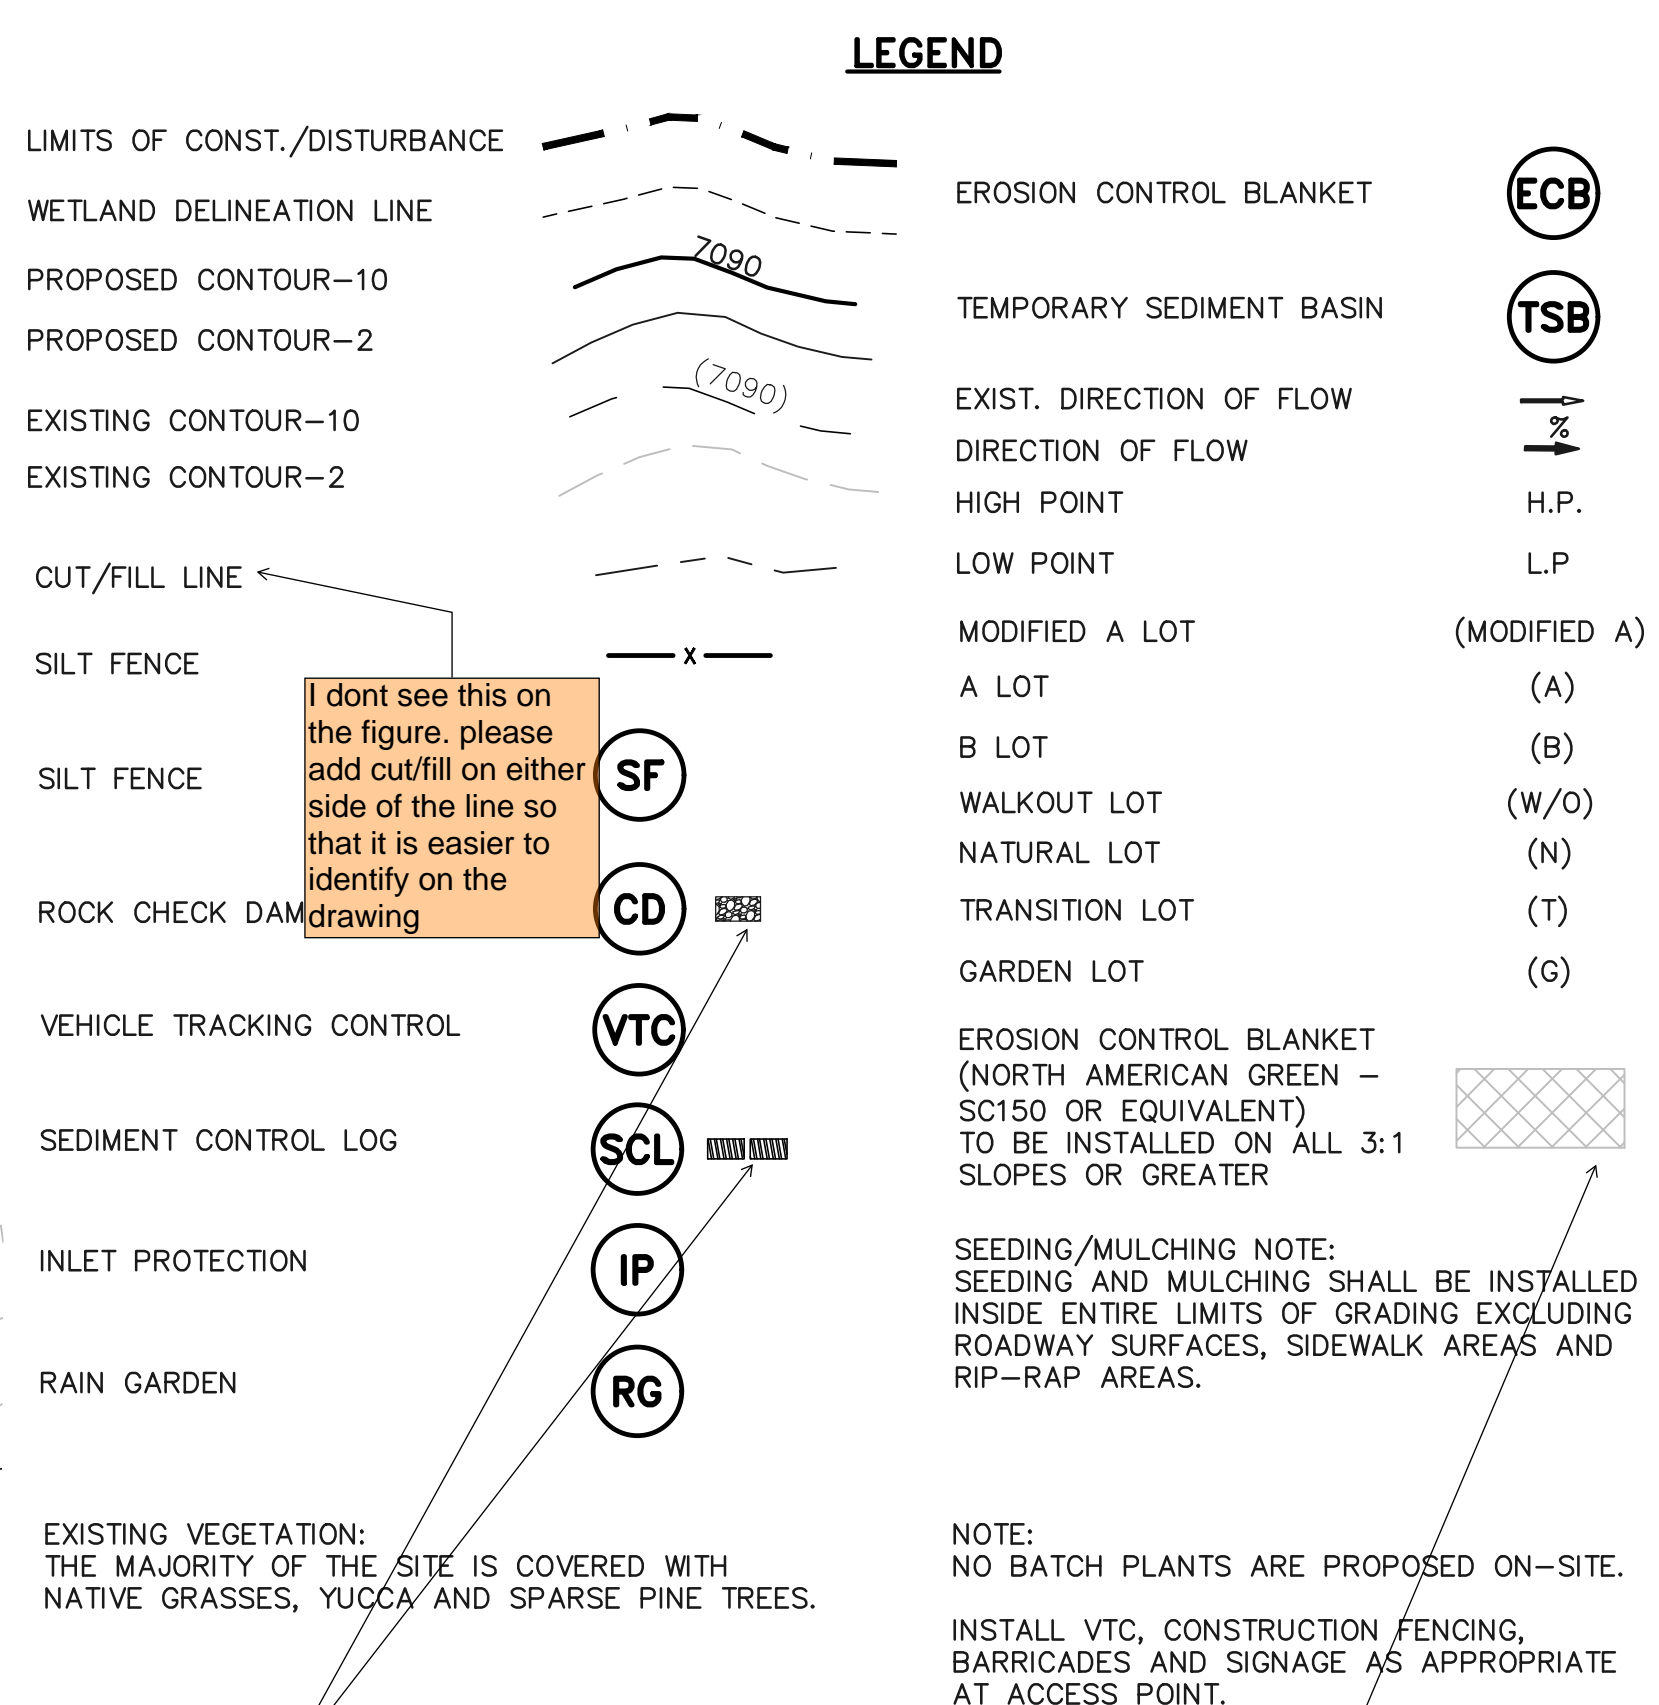 LEGEND
LIMITS OF CONST./DISTURBANCE
WETLAND DELINEATION LINE
PROPOSED CONTOUR-10
7090
PROPOSED CONTOUR-2
EXISTING CONTOUR-10
(7090)
EXISTING CONTOUR-2
CUT/FILL LINE
SILT FENCE
X
I dont see this on
the figure. please
add cut/fill on either
side of the line so
that it is easier to
identify on the
drawing
SILT FENCE
SF
ROCK CHECK DAM
CD
VEHICLE TRACKING CONTROL
VTC
SEDIMENT CONTROL LOG
SCL
INLET PROTECTION
IP
RAIN GARDEN
RG
EXISTING VEGETATION:
THE MAJORITY OF THE SITE IS COVERED WITH
NATIVE GRASSES, YUCCA AND SPARSE PINE TREES.
EROSION CONTROL BLANKET
ECB
TEMPORARY SEDIMENT BASIN
TSB
EXIST. DIRECTION OF FLOW
%
DIRECTION OF FLOW
HIGH POINT
H.P.
LOW POINT
L.P
MODIFIED A LOT
(MODIFIED A)
A LOT
(A)
B LOT
(B)
WALKOUT LOT
(W/O)
NATURAL LOT
(N)
TRANSITION LOT
(T)
GARDEN LOT
(G)
EROSION CONTROL BLANKET
(NORTH AMERICAN GREEN -
SC150 OR EQUIVALENT)
TO BE INSTALLED ON ALL 3:1
SLOPES OR GREATER
SEEDING/MULCHING NOTE:
SEEDING AND MULCHING SHALL BE INSTALLED
INSIDE ENTIRE LIMITS OF GRADING EXCLUDING
ROADWAY SURFACES, SIDEWALK AREAS AND
RIP-RAP AREAS.
NOTE:
NO BATCH PLANTS ARE PROPOSED ON-SITE.
INSTALL VTC, CONSTRUCTION FENCING,
BARRICADES AND SIGNAGE AS APPROPRIATE
AT ACCESS POINT.